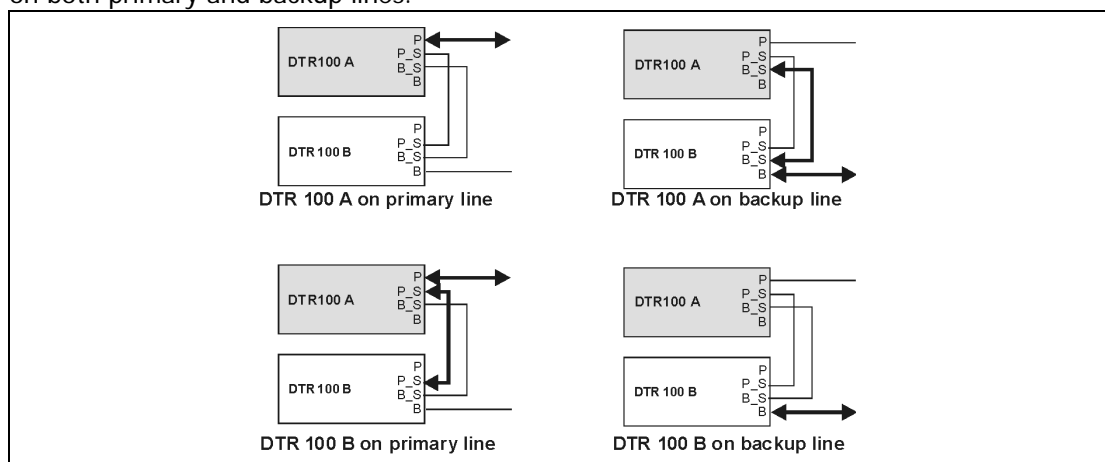 on both primary and backup lines.
DTR100 A
P
P_S
B_S
B
DTR 100 B
P
P_S
B_S
B
DTR 100 A on primary line
DTR100 A
P
P_S
B_S
B
DTR 100 B
P
P_S
B_S
B
DTR 100 A on backup line
DTR100 A
P
P_S
B_S
B
DTR 100 B
P
P_S
B_S
B
DTR 100 B on primary line
DTR100 A
P
P_S
B_S
B
DTR 100 B
P
P_S
B_S
B
DTR 100 B on backup line